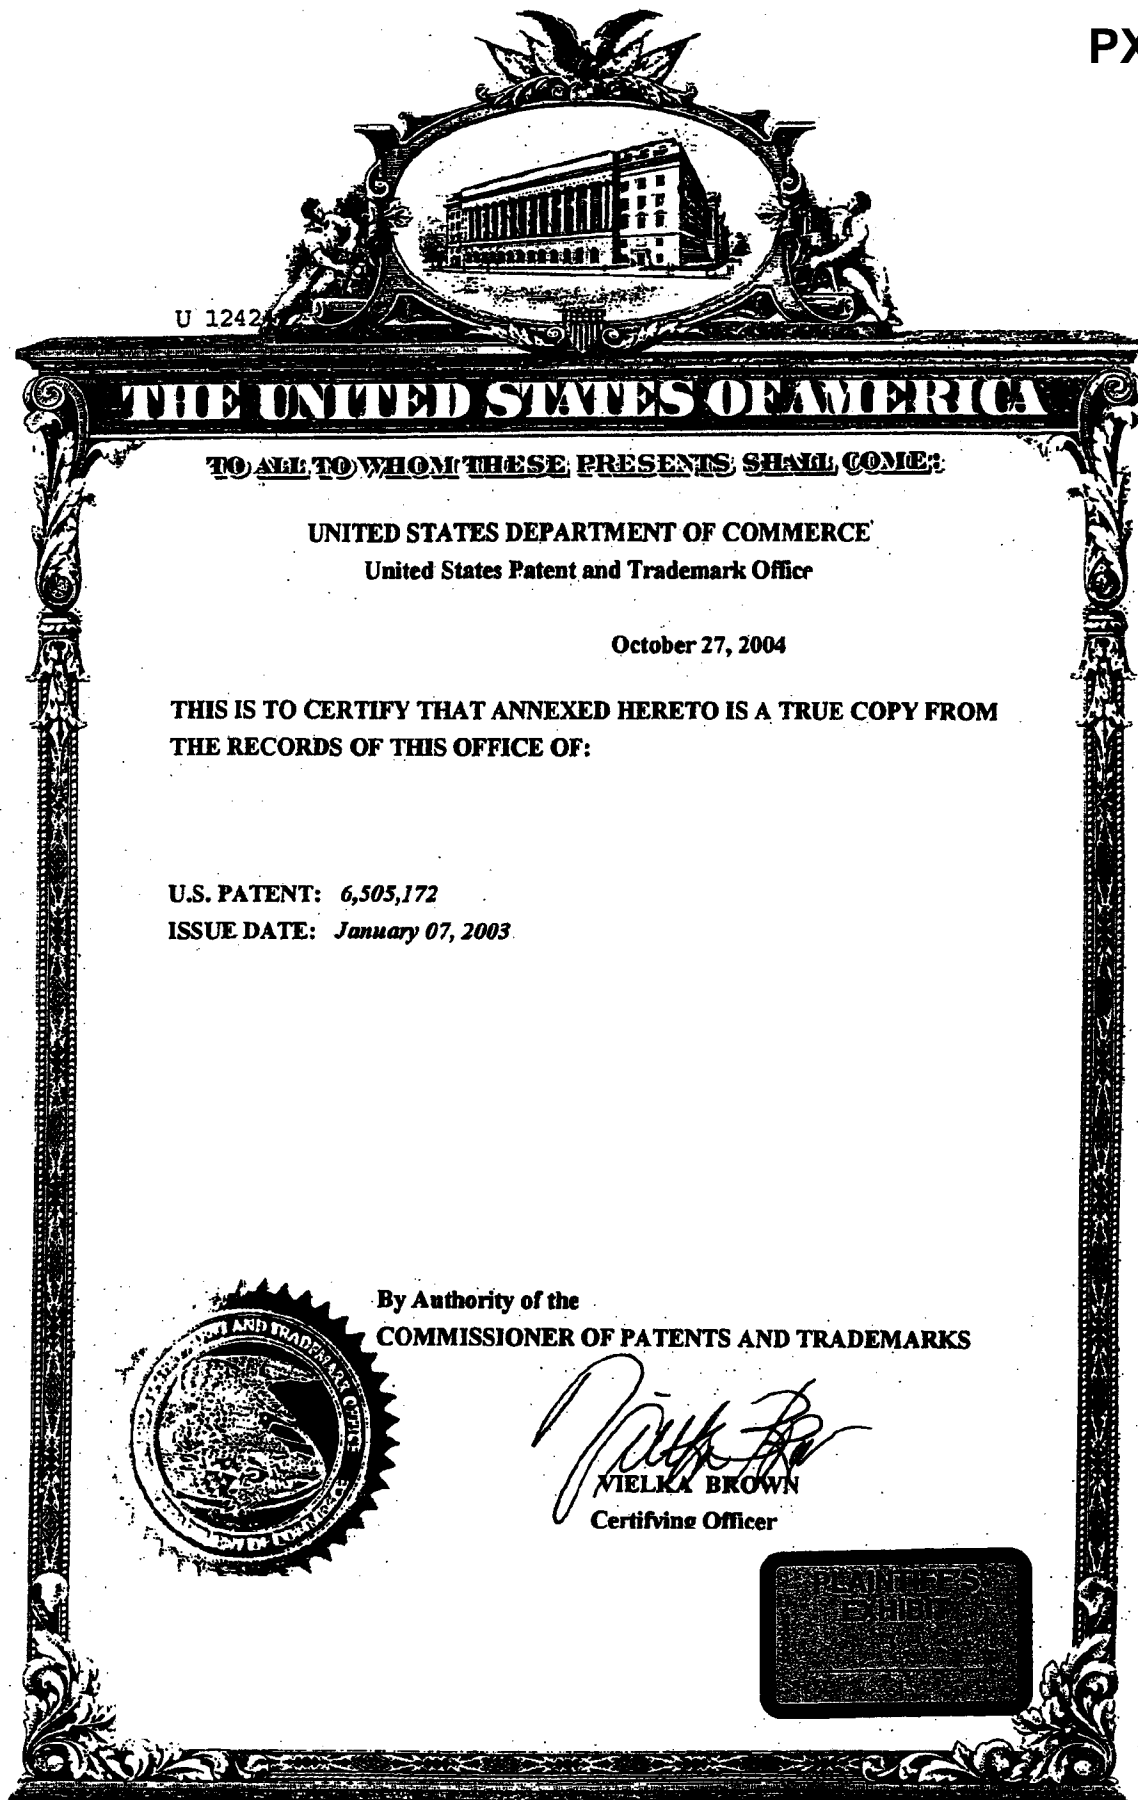 PX
U 1242
THE UNITED STATES OF AMERICA
TO ALL TO WHOM THESE PRESENTS SHALL COME:
UNITED STATES DEPARTMENT OF COMMERCE
United States Patent and Trademark Office
October 27, 2004
THIS IS TO CERTIFY THAT ANNEXED HERETO IS A TRUE COPY FROM
THE RECORDS OF THIS OFFICE OF:
U.S. PATENT: 6,505,172
ISSUE DATE: January 07, 2003
By Authority of the
COMMISSIONER OF PATENTS AND TRADEMARKS
VIELKA BROWN
Certifying Officer
AND TRADEMARK
PLAINTIFF'S
EXHIBIT